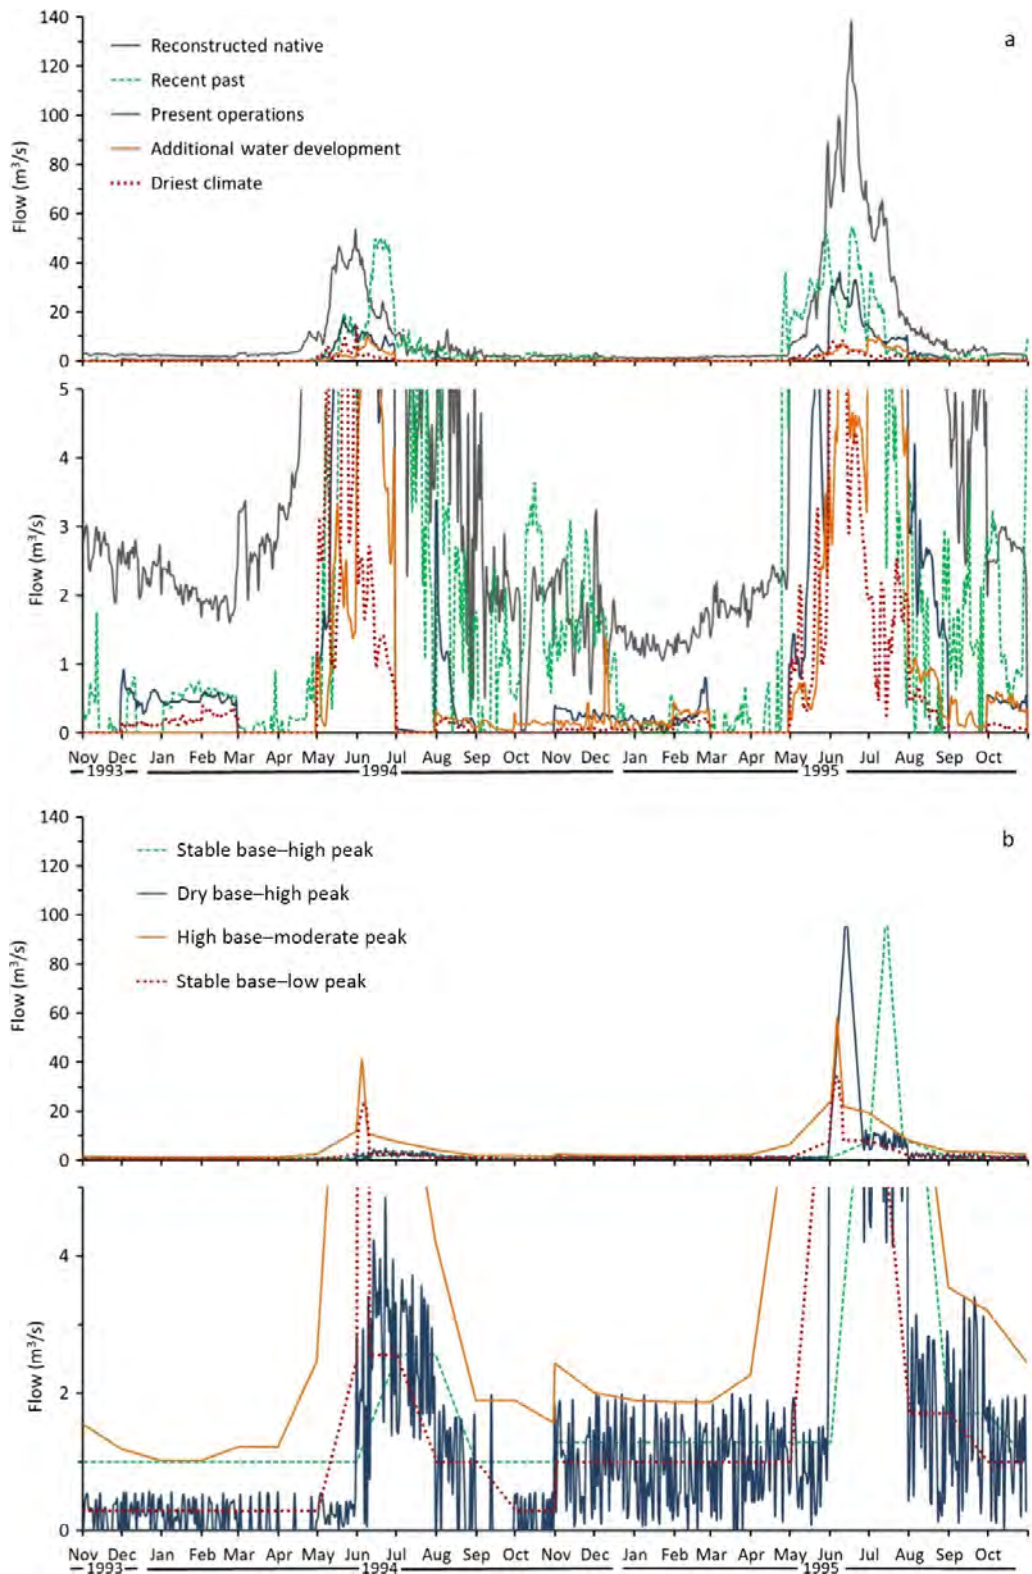 a
140
120
100
80
60
40
20
0
Flow (m³/s)
Reconstructed native
Recent past
Present operations
Additional water development
Driest climate
5
4
3
2
1
0
Flow (m³/s)
Nov Dec Jan Feb Mar Apr May Jun Jul Aug Sep Oct Nov Dec Jan Feb Mar Apr May Jun Jul Aug Sep Oct
1993 1994 1995
b
140
120
100
80
60
40
20
0
Flow (m³/s)
Stable base–high peak
Dry base–high peak
High base–moderate peak
Stable base–low peak
4
2
0
Flow (m³/s)
Nov Dec Jan Feb Mar Apr May Jun Jul Aug Sep Oct Nov Dec Jan Feb Mar Apr May Jun Jul Aug Sep Oct
1993 1994 1995